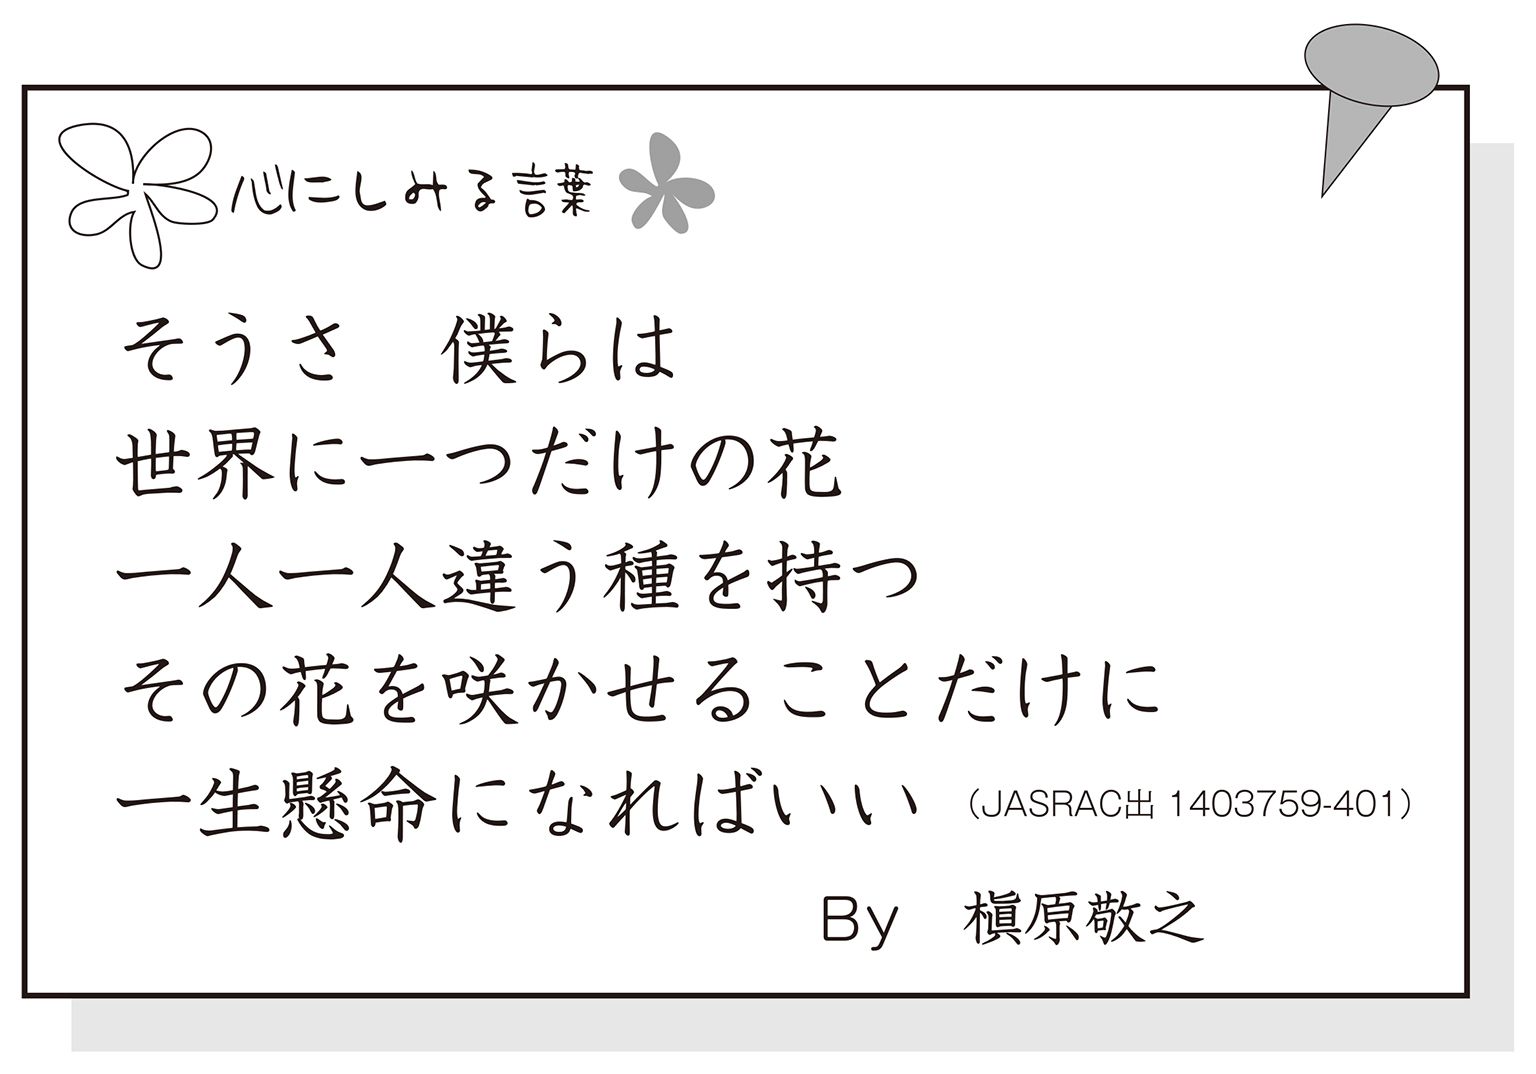 心にしみる言葉
そうさ　僕らは
世界に一つだけの花
一人一人違う種を持つ
その花を咲かせることだけに
一生懸命になればいい　（JASRAC出 1403759-401）
By　槇原敬之